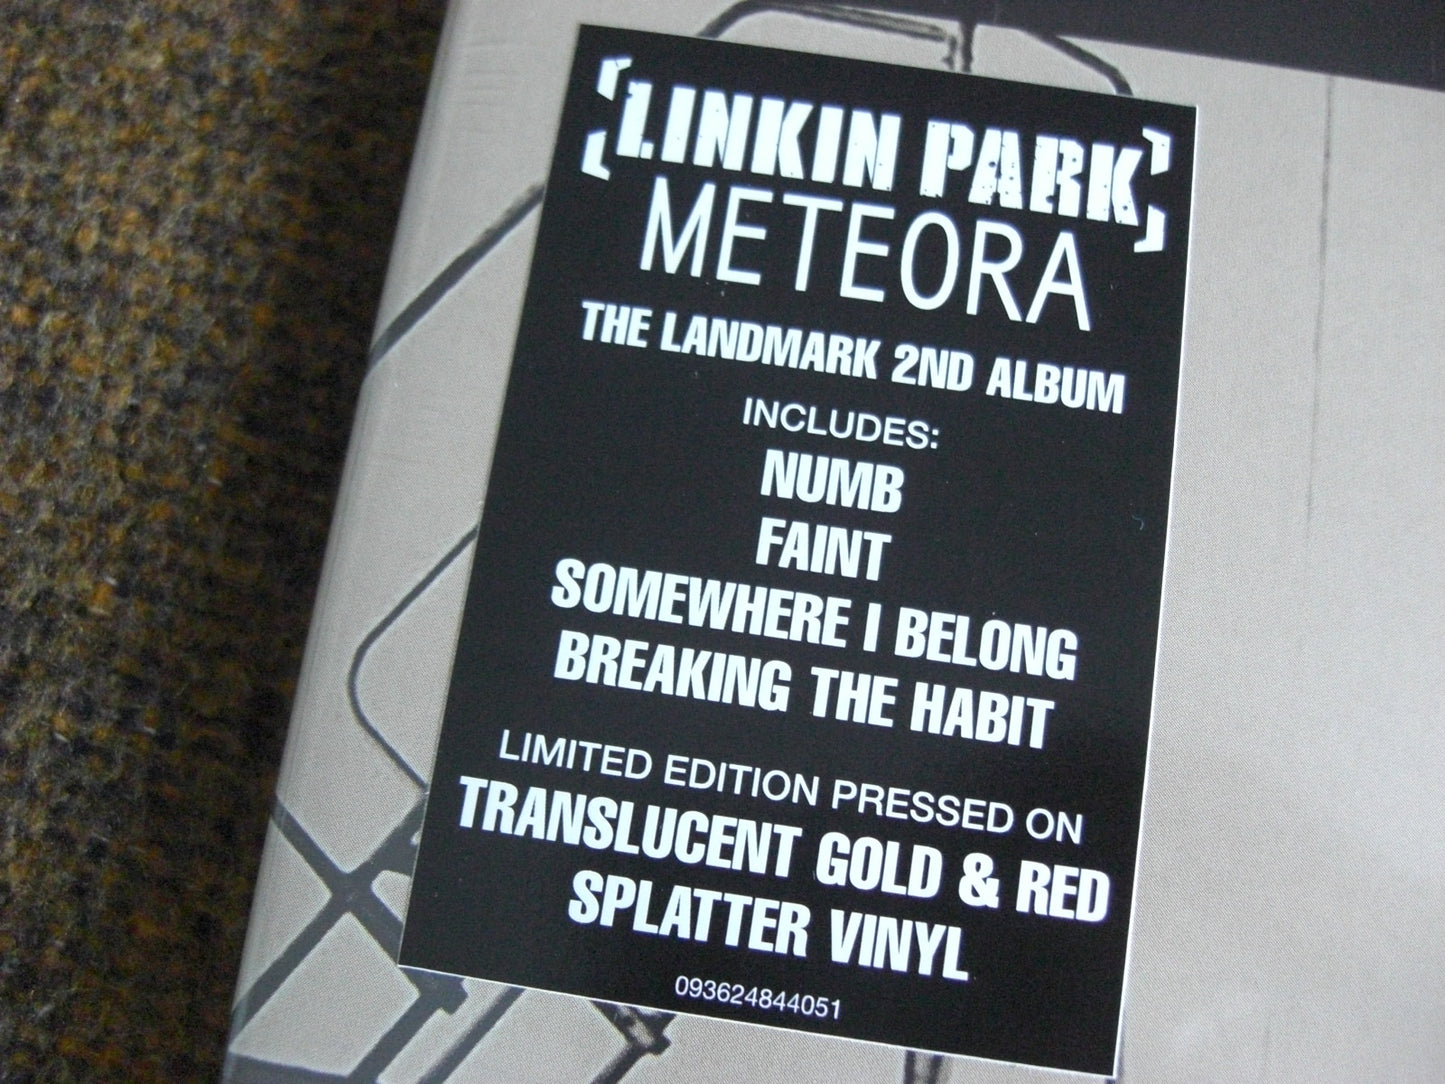 [LINKIN PARK]
METEORA
THE LANDMARK 2ND ALBUM
INCLUDES:
NUMB
FAINT
SOMEWHERE I BELONG
BREAKING THE HABIT
LIMITED EDITION PRESSED ON
TRANSLUCENT GOLD & RED
SPLATTER VINYL
093624844051